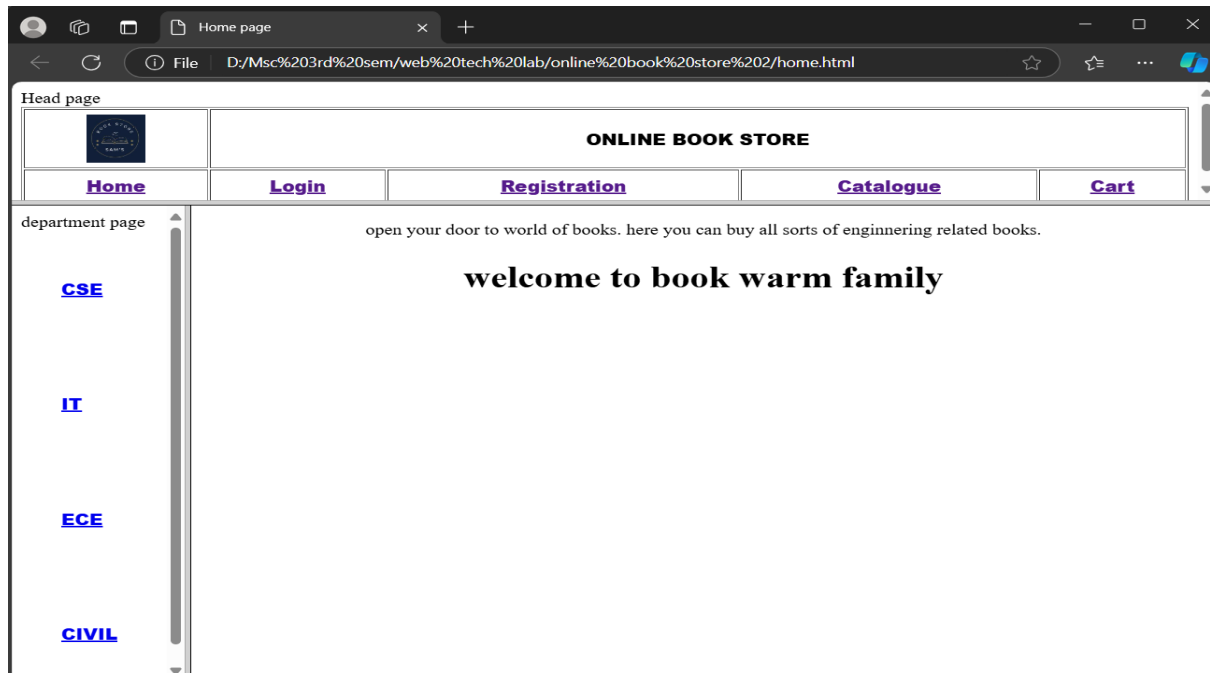 Home page
File D:/Msc%203rd%20sem/web%20tech%20lab/online%20book%20store%202/home.html
Head page
BOOK STORE
ONLINE BOOK STORE
Home Login Registration Catalogue Cart
department page
open your door to world of books. here you can buy all sorts of enginnering related books.
CSE
welcome to book warm family
IT
ECE
CIVIL